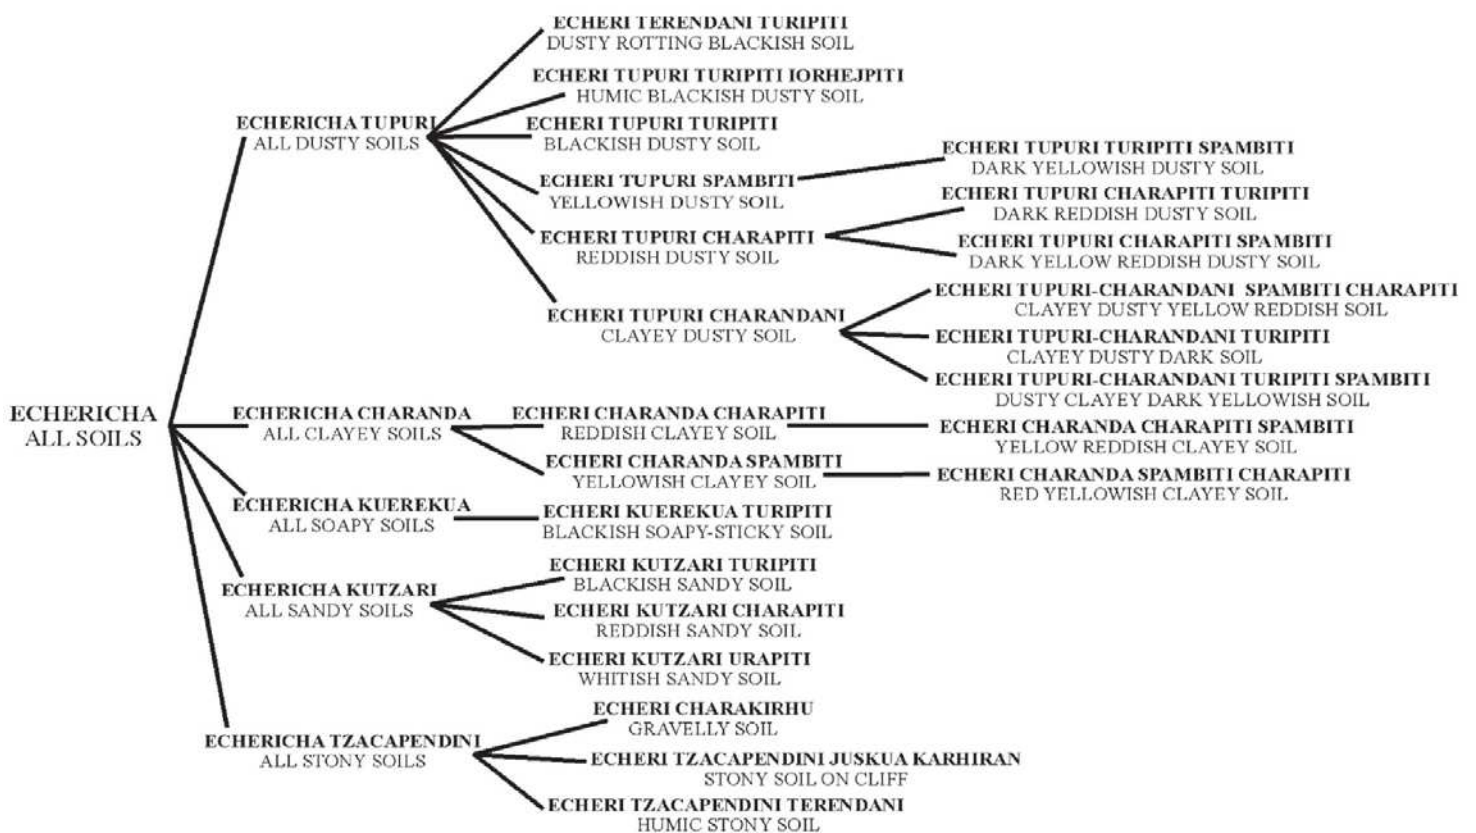 ECHERICHA
ALL SOILS
ECHERICHA TUPURI
ALL DUSTY SOILS
ECHERI TERENDANI TURIPITI
DUSTY ROTTING BLACKISH SOIL
ECHERI TUPURI TURIPITI IORHEJPITI
HUMIC BLACKISH DUSTY SOIL
ECHERI TUPURI TURIPITI
BLACKISH DUSTY SOIL
ECHERI TUPURI SPAMBITI
YELLOWISH DUSTY SOIL
ECHERI TUPURI TURIPITI SPAMBITI
DARK YELLOWISH DUSTY SOIL
ECHERI TUPURI CHARAPITI
REDDISH DUSTY SOIL
ECHERI TUPURI CHARAPITI TURIPITI
DARK REDDISH DUSTY SOIL
ECHERI TUPURI CHARAPITI SPAMBITI
DARK YELLOW REDDISH DUSTY SOIL
ECHERI TUPURI CHARANDANI
CLAYEY DUSTY SOIL
ECHERI TUPURI-CHARANDANI SPAMBITI CHARAPITI
CLAYEY DUSTY YELLOW REDDISH SOIL
ECHERI TUPURI-CHARANDANI TURIPITI
CLAYEY DUSTY DARK SOIL
ECHERI TUPURI-CHARANDANI TURIPITI SPAMBITI
DUSTY CLAYEY DARK YELLOWISH SOIL
ECHERICHA CHARANDA
ALL CLAYEY SOILS
ECHERI CHARANDA CHARAPITI
REDDISH CLAYEY SOIL
ECHERI CHARANDA CHARAPITI SPAMBITI
YELLOW REDDISH CLAYEY SOIL
ECHERI CHARANDA SPAMBITI
YELLOWISH CLAYEY SOIL
ECHERI CHARANDA SPAMBITI CHARAPITI
RED YELLOWISH CLAYEY SOIL
ECHERICHA KUEREKUA
ALL SOAPY SOILS
ECHERI KUEREKUA TURIPITI
BLACKISH SOAPY-STICKY SOIL
ECHERICHA KUTZARI
ALL SANDY SOILS
ECHERI KUTZARI TURIPITI
BLACKISH SANDY SOIL
ECHERI KUTZARI CHARAPITI
REDDISH SANDY SOIL
ECHERI KUTZARI URAPITI
WHITISH SANDY SOIL
ECHERICHA TZACAPENDINI
ALL STONY SOILS
ECHERI CHARAKIRHU
GRAVELLY SOIL
ECHERI TZACAPENDINI JUSKUA KARHIRAN
STONY SOIL ON CLIFF
ECHERI TZACAPENDINI TERENDANI
HUMIC STONY SOIL